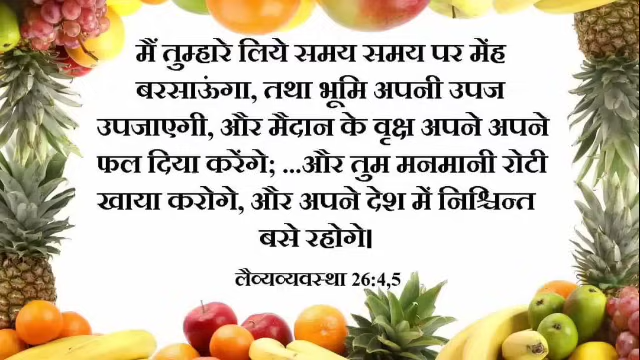 मैं तुम्हारे लिये समय समय पर मेंह
बरसाऊंगा, तथा भूमि अपनी उपज
उपजाएगी, और मैदान के वृक्ष अपने अपने
फल दिया करेंगे; ...और तुम मनमानी रोटी
खाया करोगे, और अपने देश में निश्चिन्त
बसे रहोगे।
लैव्यव्यवस्था 26:4,5